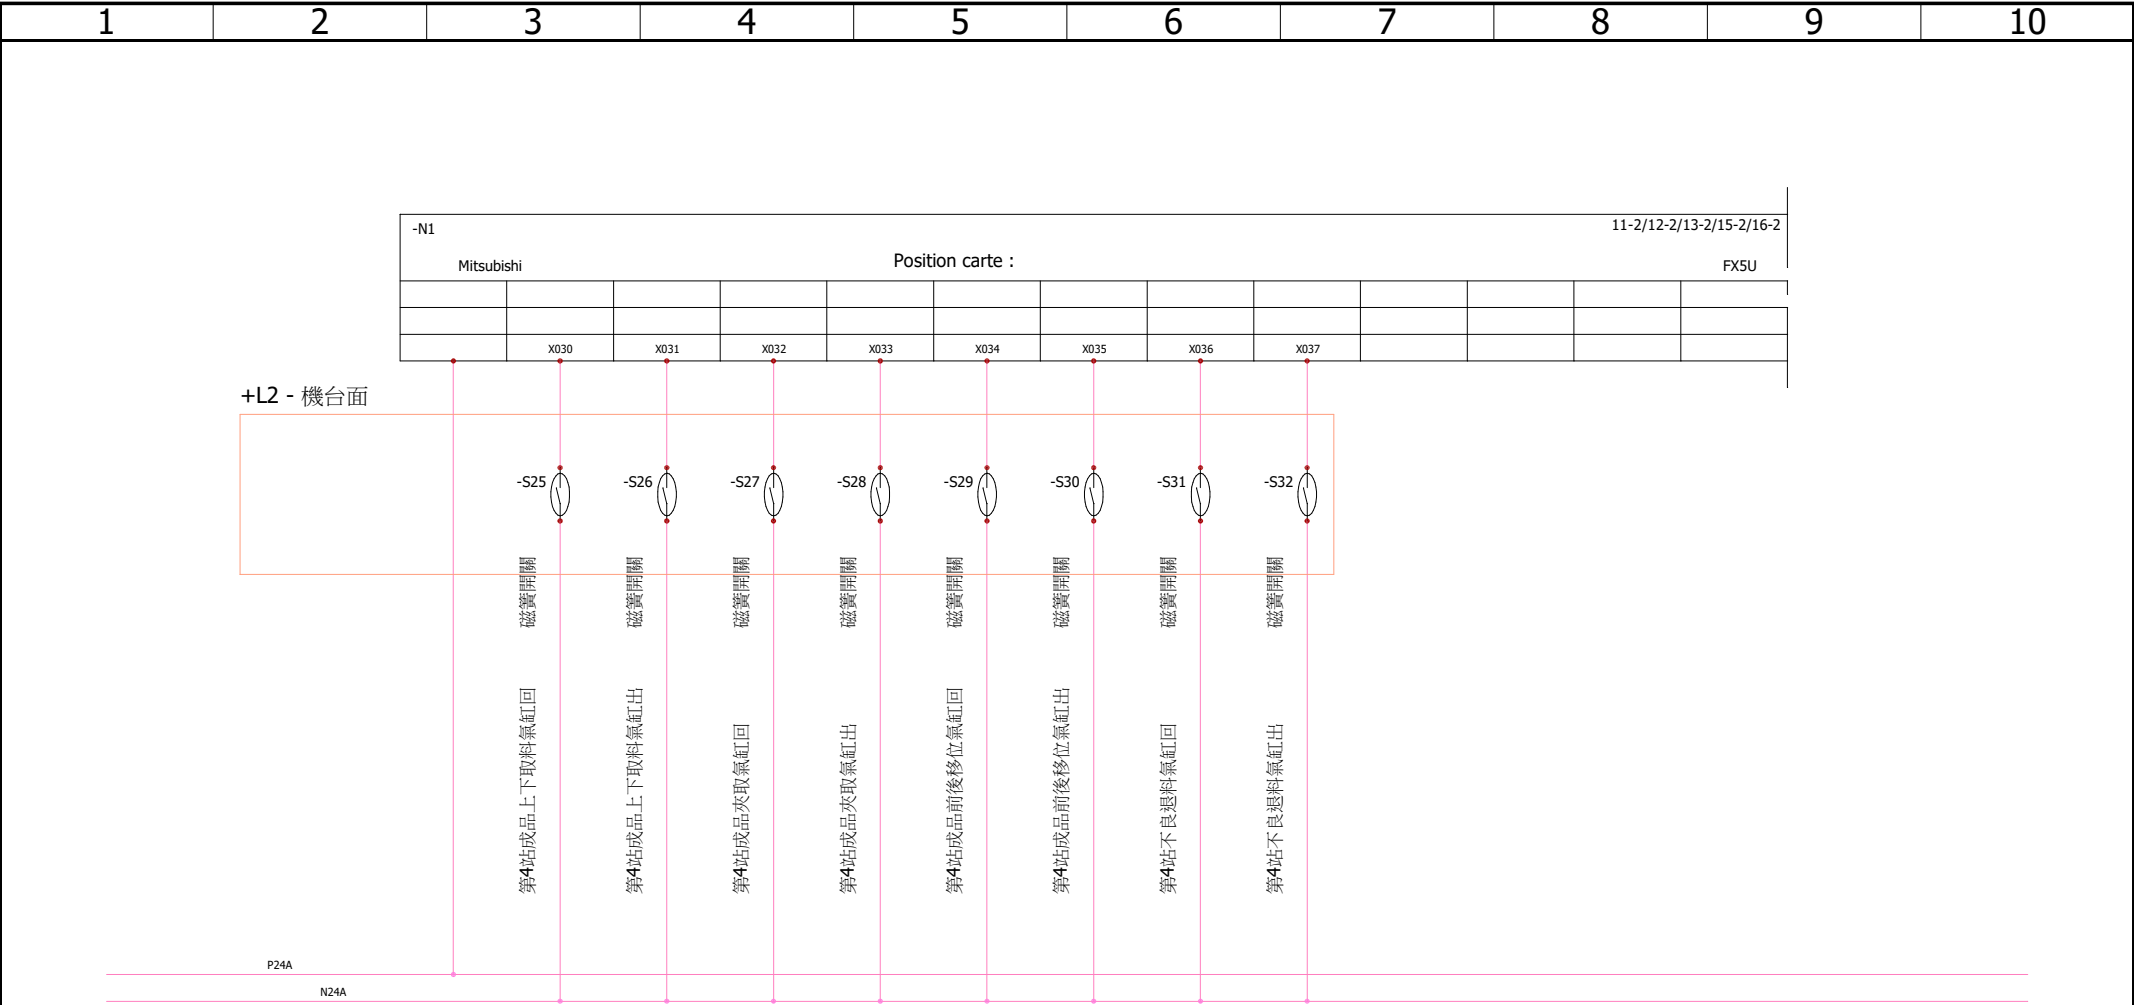 1 2 3 4 5 6 7 8 9 10
-N1 11-2/12-2/13-2/15-2/16-2
Mitsubishi Position carte : FX5U
X030 X031 X032 X033 X034 X035 X036 X037
+L2 - 機台面
-S25 -S26 -S27 -S28 -S29 -S30 -S31 -S32
磁簧開關
磁簧開關
磁簧開關
磁簧開關
磁簧開關
磁簧開關
磁簧開關
磁簧開關
第4站成品上下取料氣缸回
第4站成品上下取料氣缸出
第4站成品夾取氣缸回
第4站成品夾取氣缸出
第4站成品前後移位氣缸回
第4站成品前後移位氣缸出
第4站不良退料氣缸回
第4站不良退料氣缸出
P24A
N24A